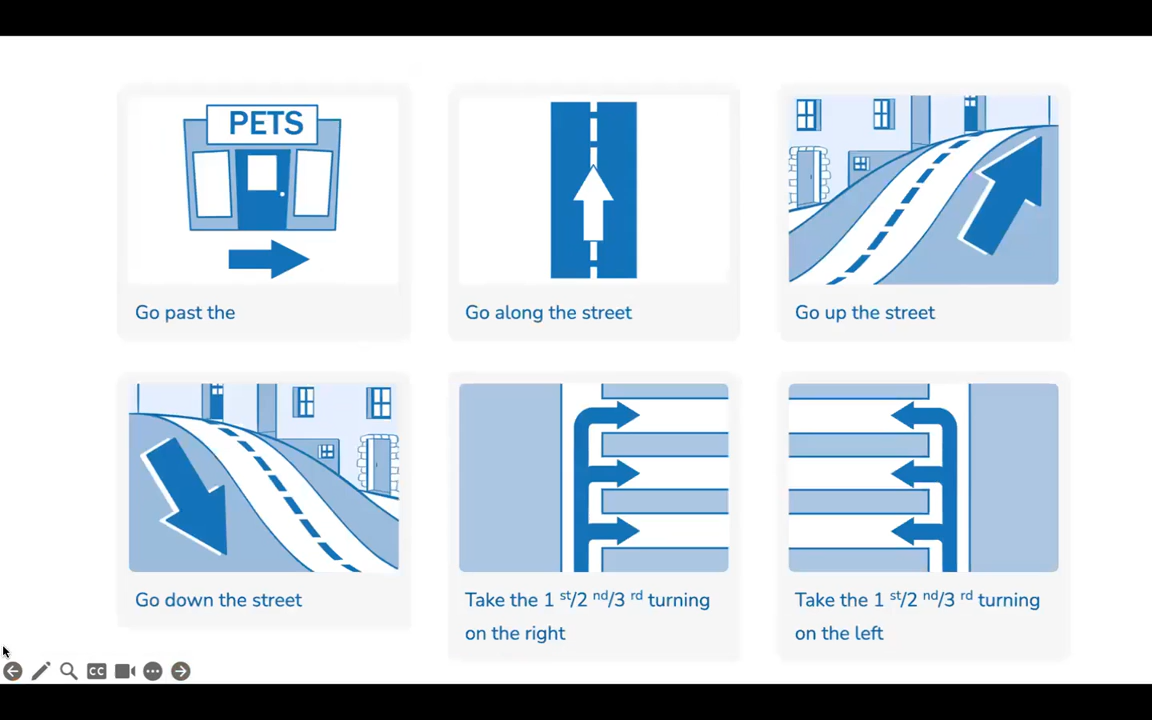 PETS
Go past the
Go along the street
Go up the street
Go down the street
Take the 1 st/2 nd/3 rd turning
on the right
Take the 1 st/2 nd/3 rd turning
on the left
CC